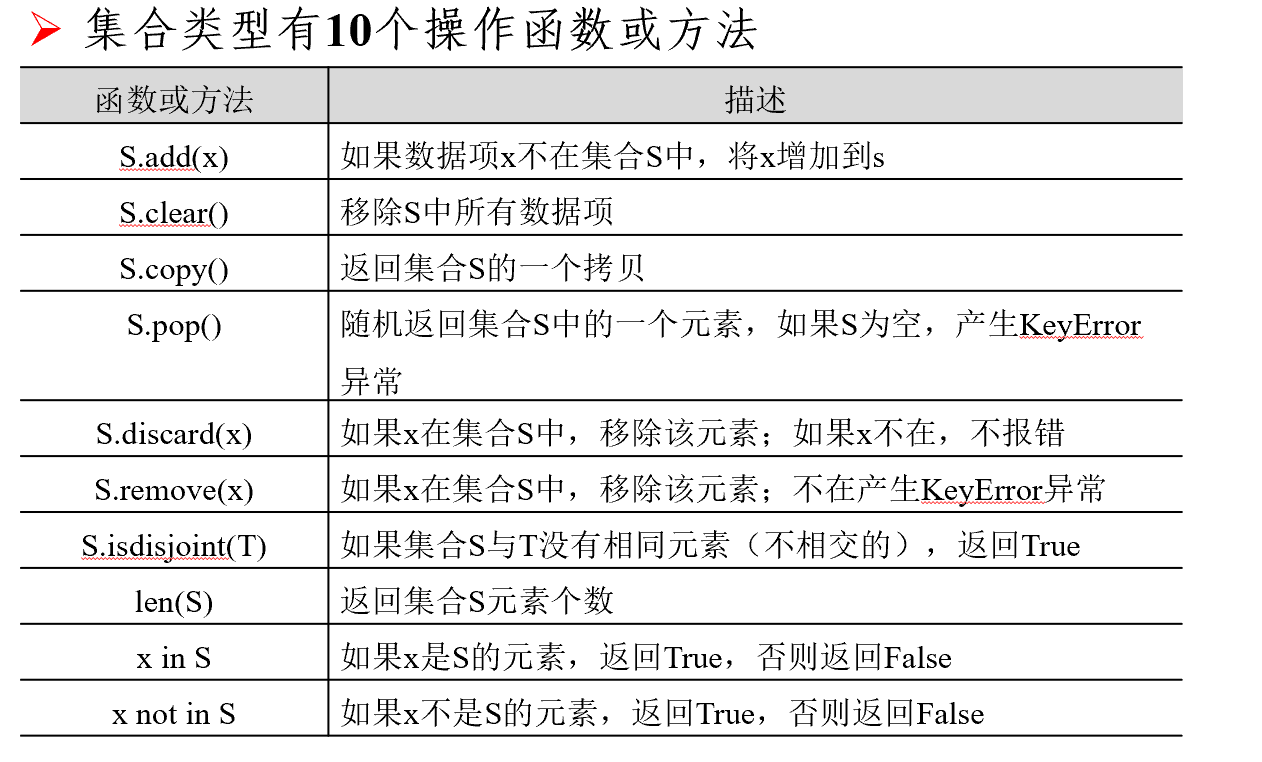 集合类型有10个操作函数或方法
函数或方法 描述
S.add(x) 如果数据项x不在集合S中，将x增加到s
S.clear() 移除S中所有数据项
S.copy() 返回集合S的一个拷贝
S.pop() 随机返回集合S中的一个元素，如果S为空，产生KeyError
异常
S.discard(x) 如果x在集合S中，移除该元素；如果x不在，不报错
S.remove(x) 如果x在集合S中，移除该元素；不在产生KeyError异常
S.isdisjoint(T) 如果集合S与T没有相同元素（不相交的），返回True
len(S) 返回集合S元素个数
x in S 如果x是S的元素，返回True，否则返回False
x not in S 如果x不是S的元素，返回True，否则返回False